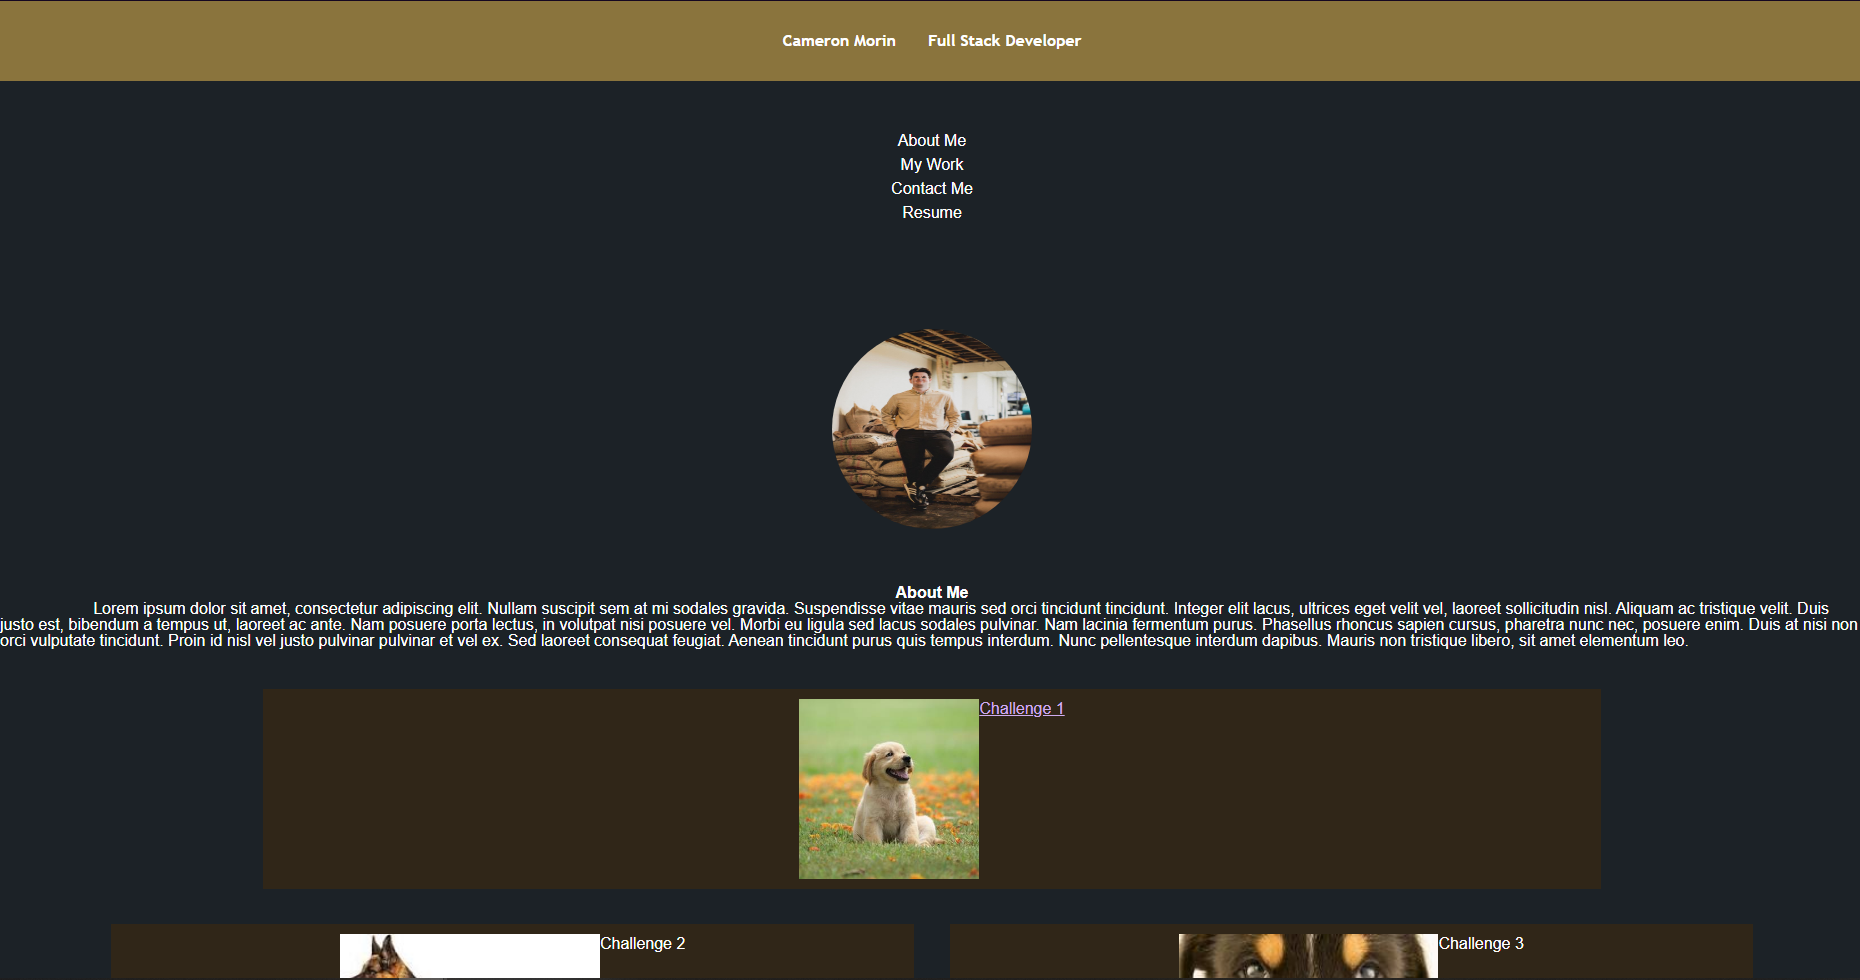 Cameron Morin Full Stack Developer
About Me
My Work
Contact Me
Resume
About Me
Lorem ipsum dolor sit amet, consectetur adipiscing elit. Nullam suscipit sem at mi sodales gravida. Suspendisse vitae mauris sed orci tincidunt tincidunt. Integer elit lacus, ultrices eget velit vel, laoreet sollicitudin nisl. Aliquam ac tristique velit. Duis
justo est, bibendum a tempus ut, laoreet ac ante. Nam posuere porta lectus, in volutpat nisi posuere vel. Morbi eu ligula sed lacus sodales pulvinar. Nam lacinia fermentum purus. Phasellus rhoncus sapien cursus, pharetra nunc nec, posuere enim. Duis at nisi non
orci vulputate tincidunt. Proin id nisl vel justo pulvinar pulvinar et vel ex. Sed laoreet consequat feugiat. Aenean tincidunt purus quis tempus interdum. Nunc pellentesque interdum dapibus. Mauris non tristique libero, sit amet elementum leo.
Challenge 1
Challenge 2
Challenge 3